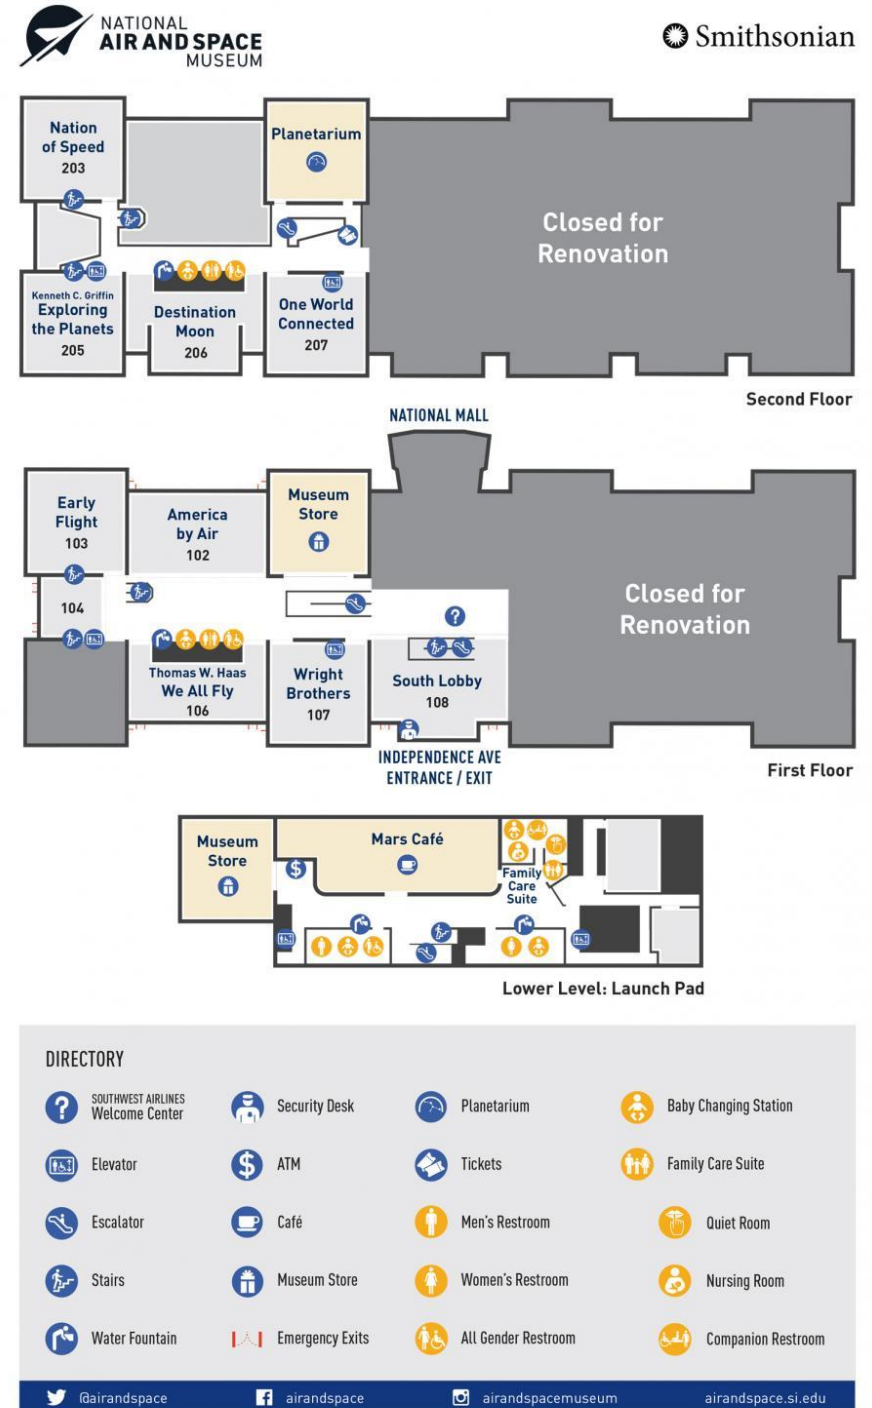 NATIONAL
AIR AND SPACE
MUSEUM
Smithsonian
Nation
of Speed
203
Planetarium
Closed for
Renovation
Kenneth C. Griffin
Exploring
the Planets
205
Destination
Moon
206
One World
Connected
207
Second Floor
NATIONAL MALL
Early
Flight
103
America
by Air
102
Museum
Store
104
?
Closed for
Renovation
Thomas W. Haas
We All Fly
106
Wright
Brothers
107
South Lobby
108
INDEPENDENCE AVE
ENTRANCE / EXIT
First Floor
Museum
Store
$
Mars Café
Family
Care
Suite
Lower Level: Launch Pad
DIRECTORY
? SOUTHWEST AIRLINES
Welcome Center
Security Desk
Planetarium
Baby Changing Station
Elevator
$ ATM
Tickets
Family Care Suite
Escalator
Café
Men's Restroom
Quiet Room
Stairs
Museum Store
Women's Restroom
Nursing Room
Water Fountain
Emergency Exits
All Gender Restroom
Companion Restroom
@airandspace
airandspace
airandspacemuseum
airandspace.si.edu